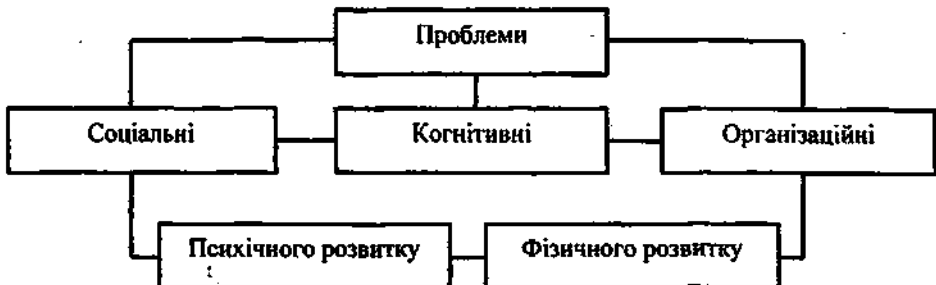 Проблеми
Соціальні
Когнітивні
Організаційні
Психічного розвитку
Фізичного розвитку